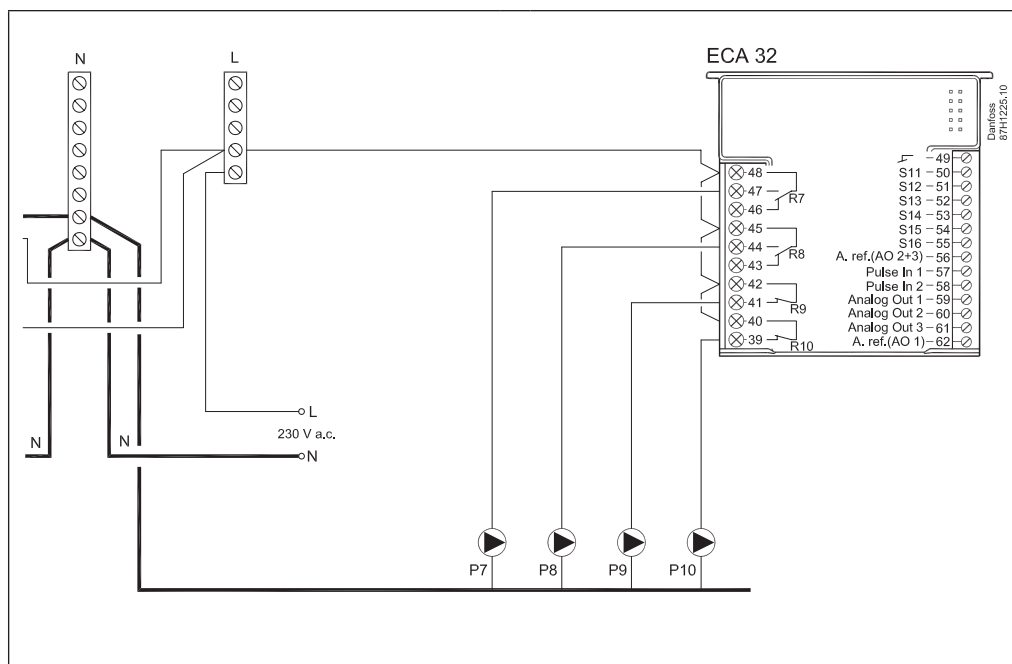 N
L
ECA 32
Danfoss
87H1225.10
48
47
R7
46
45
44
R8
43
42
41
R9
40
39
R10
49
S11 – 50
S12 – 51
S13 – 52
S14 – 53
S15 – 54
S16 – 55
A. ref.(AO 2+3) – 56
Pulse In 1 – 57
Pulse In 2 – 58
Analog Out 1 – 59
Analog Out 2 – 60
Analog Out 3 – 61
A. ref.(AO 1) – 62
L
230 V a.c.
N
N
N
P7
P8
P9
P10